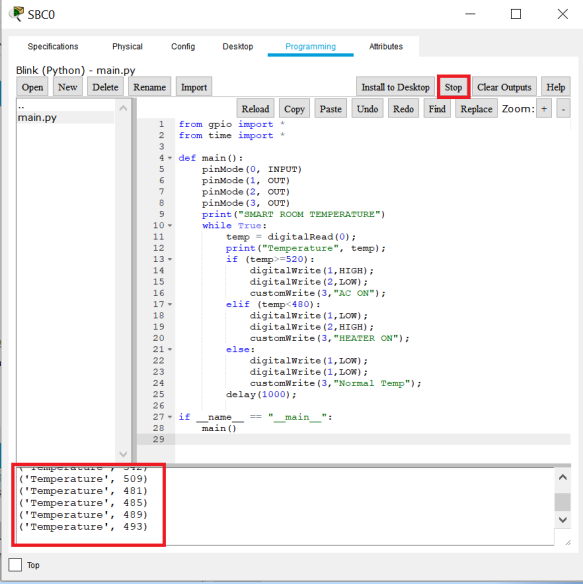 SBC0
Specifications Physical Config Desktop Programming Attributes
Blink (Python) - main.py
Open New Delete Rename Import Install to Desktop Stop Clear Outputs Help
Reload Copy Paste Undo Redo Find Replace Zoom: + -
..
main.py
1 from gpio import *
2 from time import *
3
4 def main():
5 pinMode(0, INPUT)
6 pinMode(1, OUT)
7 pinMode(2, OUT)
8 pinMode(3, OUT)
9 print("SMART ROOM TEMPERATURE")
10 while True:
11 temp = digitalRead(0);
12 print("Temperature", temp);
13 if (temp>=520):
14 digitalWrite(1,HIGH);
15 digitalWrite(2,LOW);
16 customWrite(3,"AC ON");
17 elif (temp<480):
18 digitalWrite(1,LOW);
19 digitalWrite(2,HIGH);
20 customWrite(3,"HEATER ON");
21 else:
22 digitalWrite(1,LOW);
23 digitalWrite(1,LOW);
24 customWrite(3,"Normal Temp");
25 delay(1000);
26
27 if __name__ == "__main__":
28 main()
29
('Temperature', 542)
('Temperature', 509)
('Temperature', 481)
('Temperature', 485)
('Temperature', 489)
('Temperature', 493)
Top